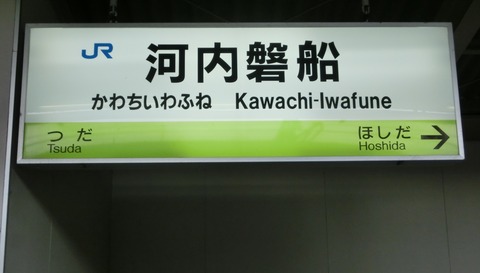 JR 河内磐船
かわちいわふね Kawachi-Iwafune
つだ ほしだ
Tsuda Hoshida